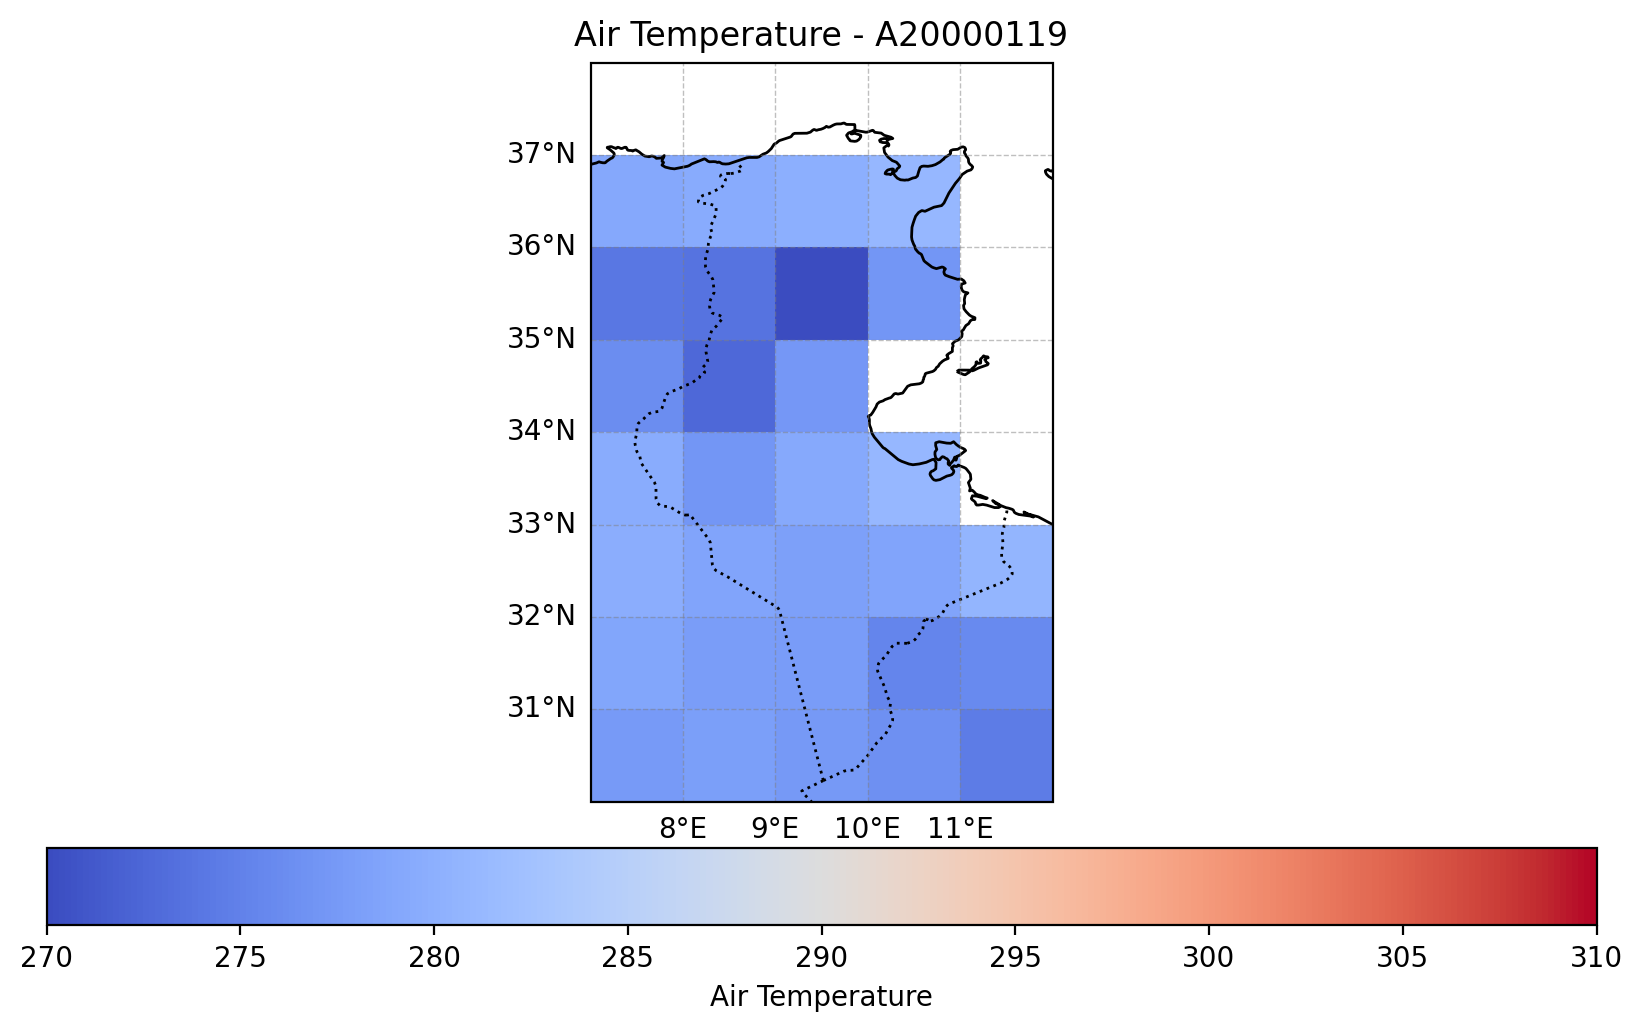 Air Temperature - A20000119
37°N
36°N
35°N
34°N
33°N
32°N
31°N
8°E 9°E 10°E 11°E
270 275 280 285 290 295 300 305 310
Air Temperature